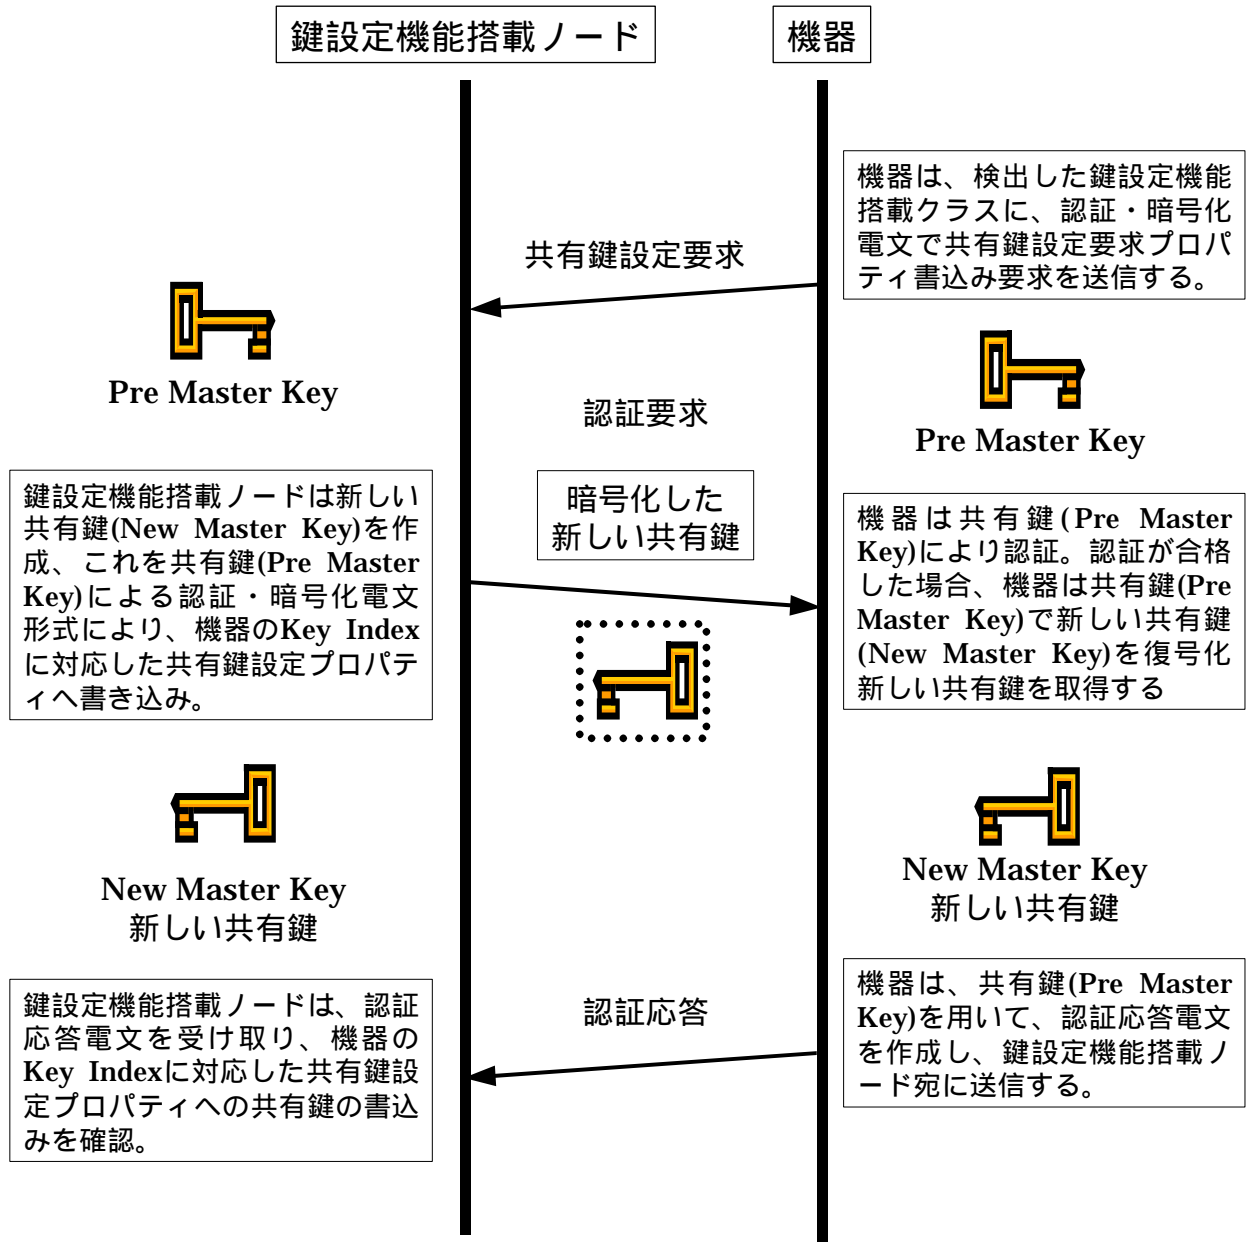 鍵設定機能搭載ノード
機器
機器は、検出した鍵設定機能
搭載クラスに、認証・暗号化
電文で共有鍵設定要求プロパ
ティ書込み要求を送信する。
共有鍵設定要求
Pre Master Key
認証要求
Pre Master Key
鍵設定機能搭載ノードは新しい
共有鍵(New Master Key)を作
成、これを共有鍵(Pre Master
Key)による認証・暗号化電文
形式により、機器のKey Index
に対応した共有鍵設定プロパテ
ィへ書き込み。
暗号化した
新しい共有鍵
機器は共有鍵(Pre Master
Key)により認証。認証が合格
した場合、機器は共有鍵(Pre
Master Key)で新しい共有鍵
(New Master Key)を復号化
新しい共有鍵を取得する
New Master Key
新しい共有鍵
New Master Key
新しい共有鍵
鍵設定機能搭載ノードは、認証
応答電文を受け取り、機器の
Key Indexに対応した共有鍵設
定プロパティへの共有鍵の書込
みを確認。
認証応答
機器は、共有鍵(Pre Master
Key)を用いて、認証応答電文
を作成し、鍵設定機能搭載ノ
ード宛に送信する。